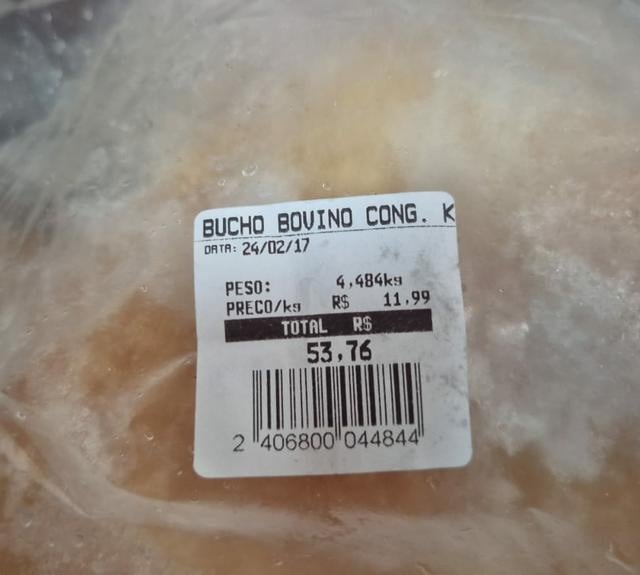 BUCHO BOVINO CONG. K
DATA: 24/02/17
PESO: 4,484kg
PRECO/kg R$ 11,99
TOTAL R$
53,76
2 406800 044844